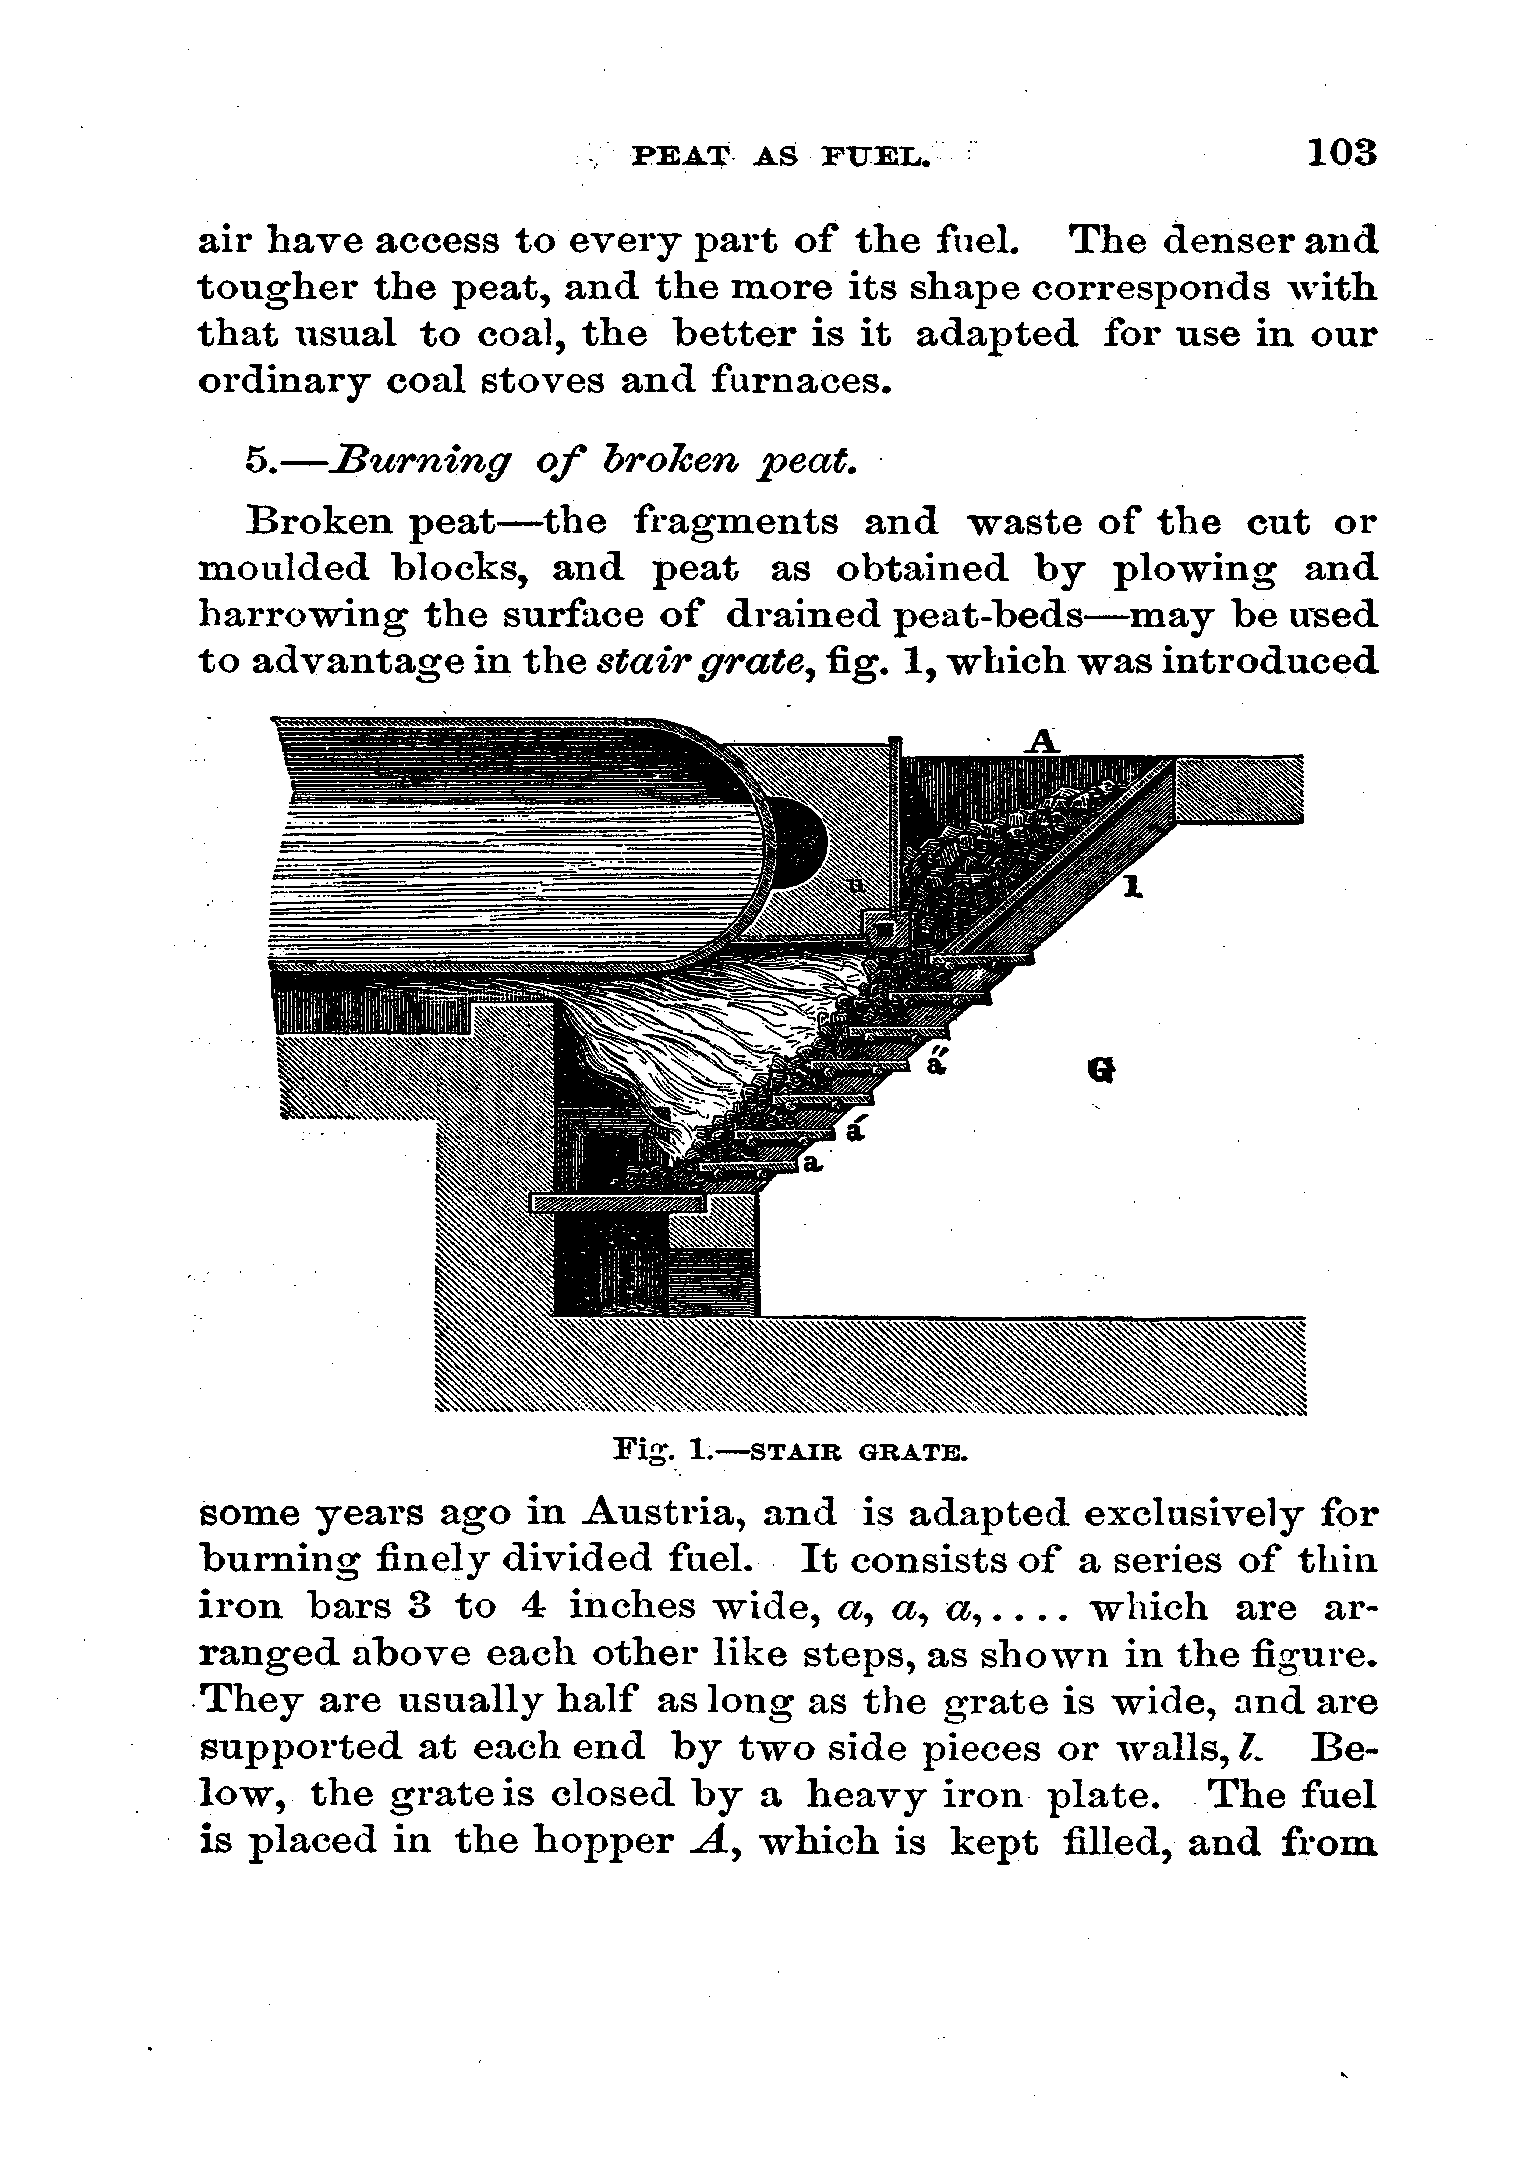 PEAT AS FUEL. 103
air have access to every part of the fuel. The denser and
tougher the peat, and the more its shape corresponds with
that usual to coal, the better is it adapted for use in our
ordinary coal stoves and furnaces.
5.—Burning of broken peat.
Broken peat—the fragments and waste of the cut or
moulded blocks, and peat as obtained by plowing and
harrowing the surface of drained peat-beds—may be used
to advantage in the stair grate, fig. 1, which was introduced
A
u
l
a″
G
a′
a
Fig. 1.—STAIR GRATE.
some years ago in Austria, and is adapted exclusively for
burning finely divided fuel. It consists of a series of thin
iron bars 3 to 4 inches wide, a, a, a,.... which are ar-
ranged above each other like steps, as shown in the figure.
They are usually half as long as the grate is wide, and are
supported at each end by two side pieces or walls, l. Be-
low, the grate is closed by a heavy iron plate. The fuel
is placed in the hopper A, which is kept filled, and from